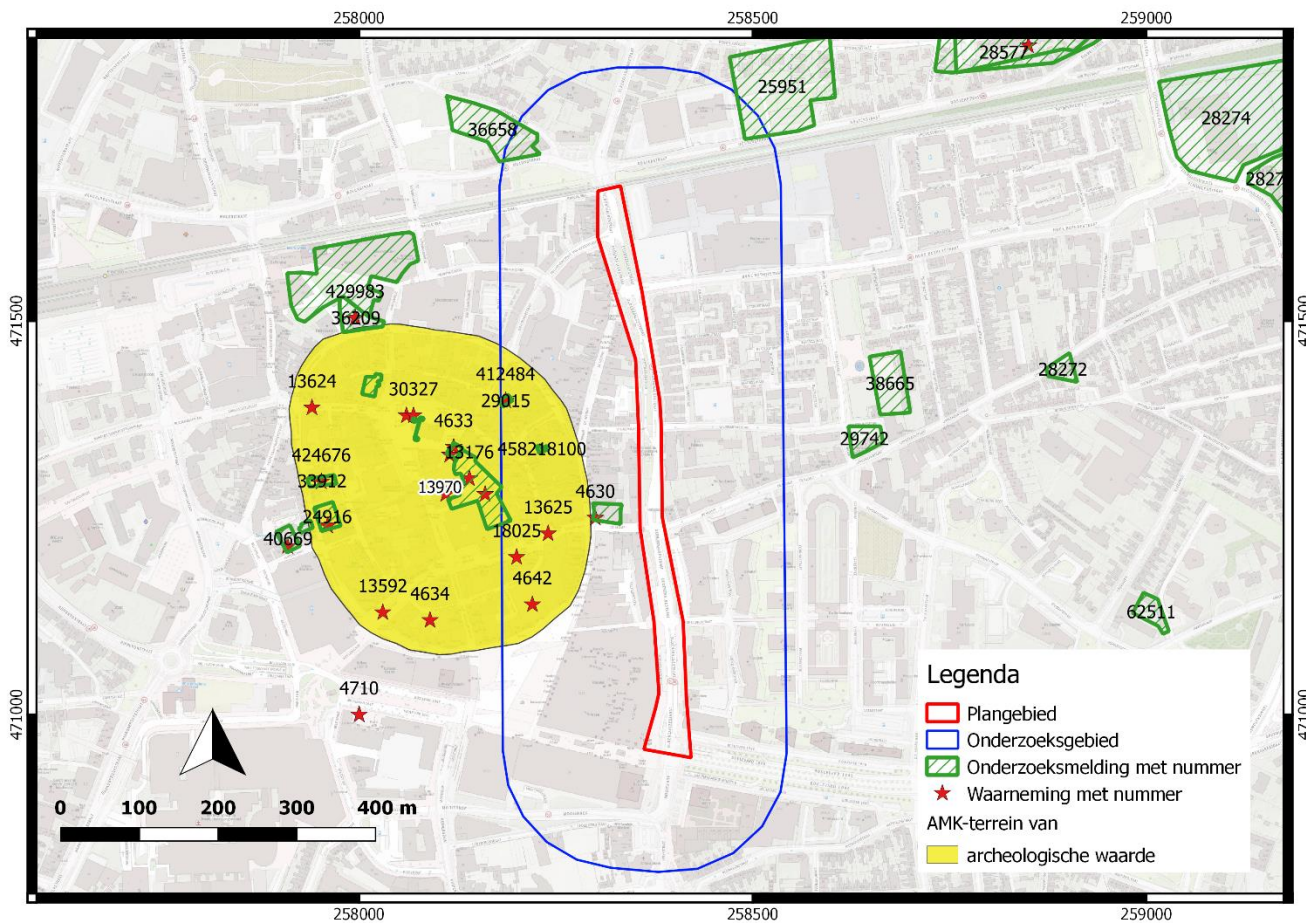 258000 258500 259000
28577
25951
28274
36658
2827
471500 471500
429983
36209
412484
13624 30327 29015 38665 28272
4633
424676 13176 458218100 29742
33912 13970 4630
24916 13625
18025
40669
13592 4634 4642
62511
4710
471000 471000
Legenda
Plangebied
Onderzoeksgebied
Onderzoeksmelding met nummer
Waarneming met nummer
AMK-terrein van
archeologische waarde
0 100 200 300 400 m
258000 258500 259000